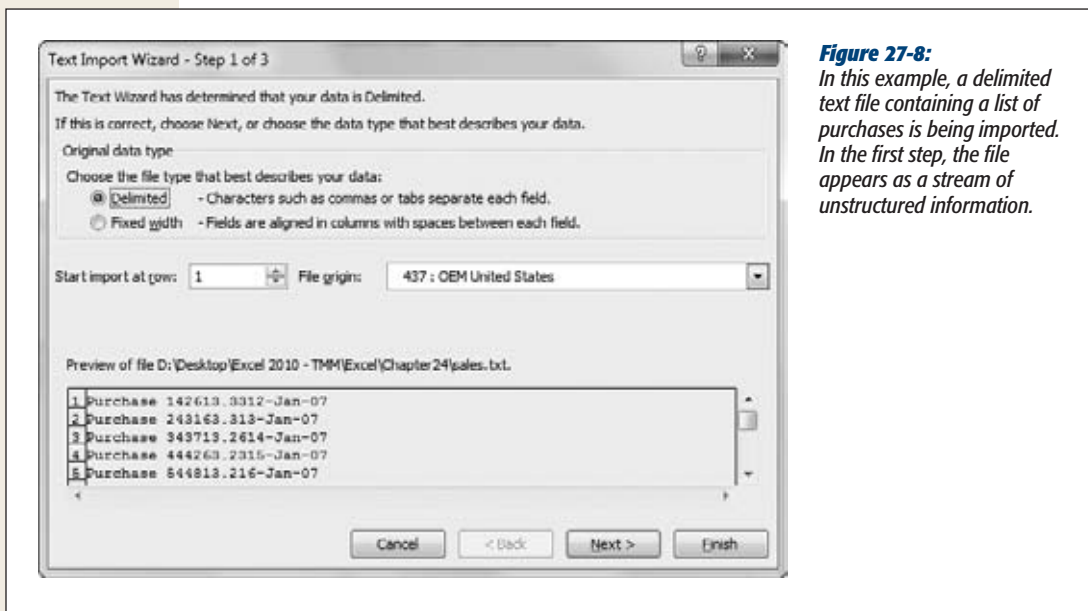 Text Import Wizard - Step 1 of 3
The Text Wizard has determined that your data is Delimited.
If this is correct, choose Next, or choose the data type that best describes your data.
Original data type
Choose the file type that best describes your data:
Delimited - Characters such as commas or tabs separate each field.
Fixed width - Fields are aligned in columns with spaces between each field.
Start import at row: 1 File origin: 437 : OEM United States
Preview of file D:\Desktop\Excel 2010 - TMM\Excel\Chapter24\sales.txt.
1 Purchase 142613.3312-Jan-07
2 Purchase 243163.313-Jan-07
3 Purchase 343713.2614-Jan-07
4 Purchase 444263.2315-Jan-07
5 Purchase 544813.216-Jan-07
Cancel < Back Next > Finish
Figure 27-8:
In this example, a delimited
text file containing a list of
purchases is being imported.
In the first step, the file
appears as a stream of
unstructured information.